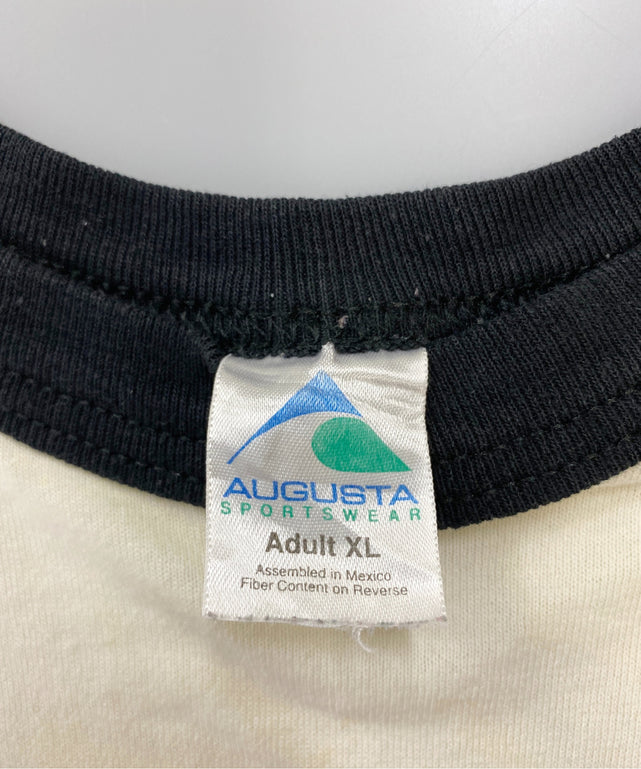 AUGUSTA
SPORTSWEAR
Adult XL
Assembled in Mexico
Fiber Content on Reverse